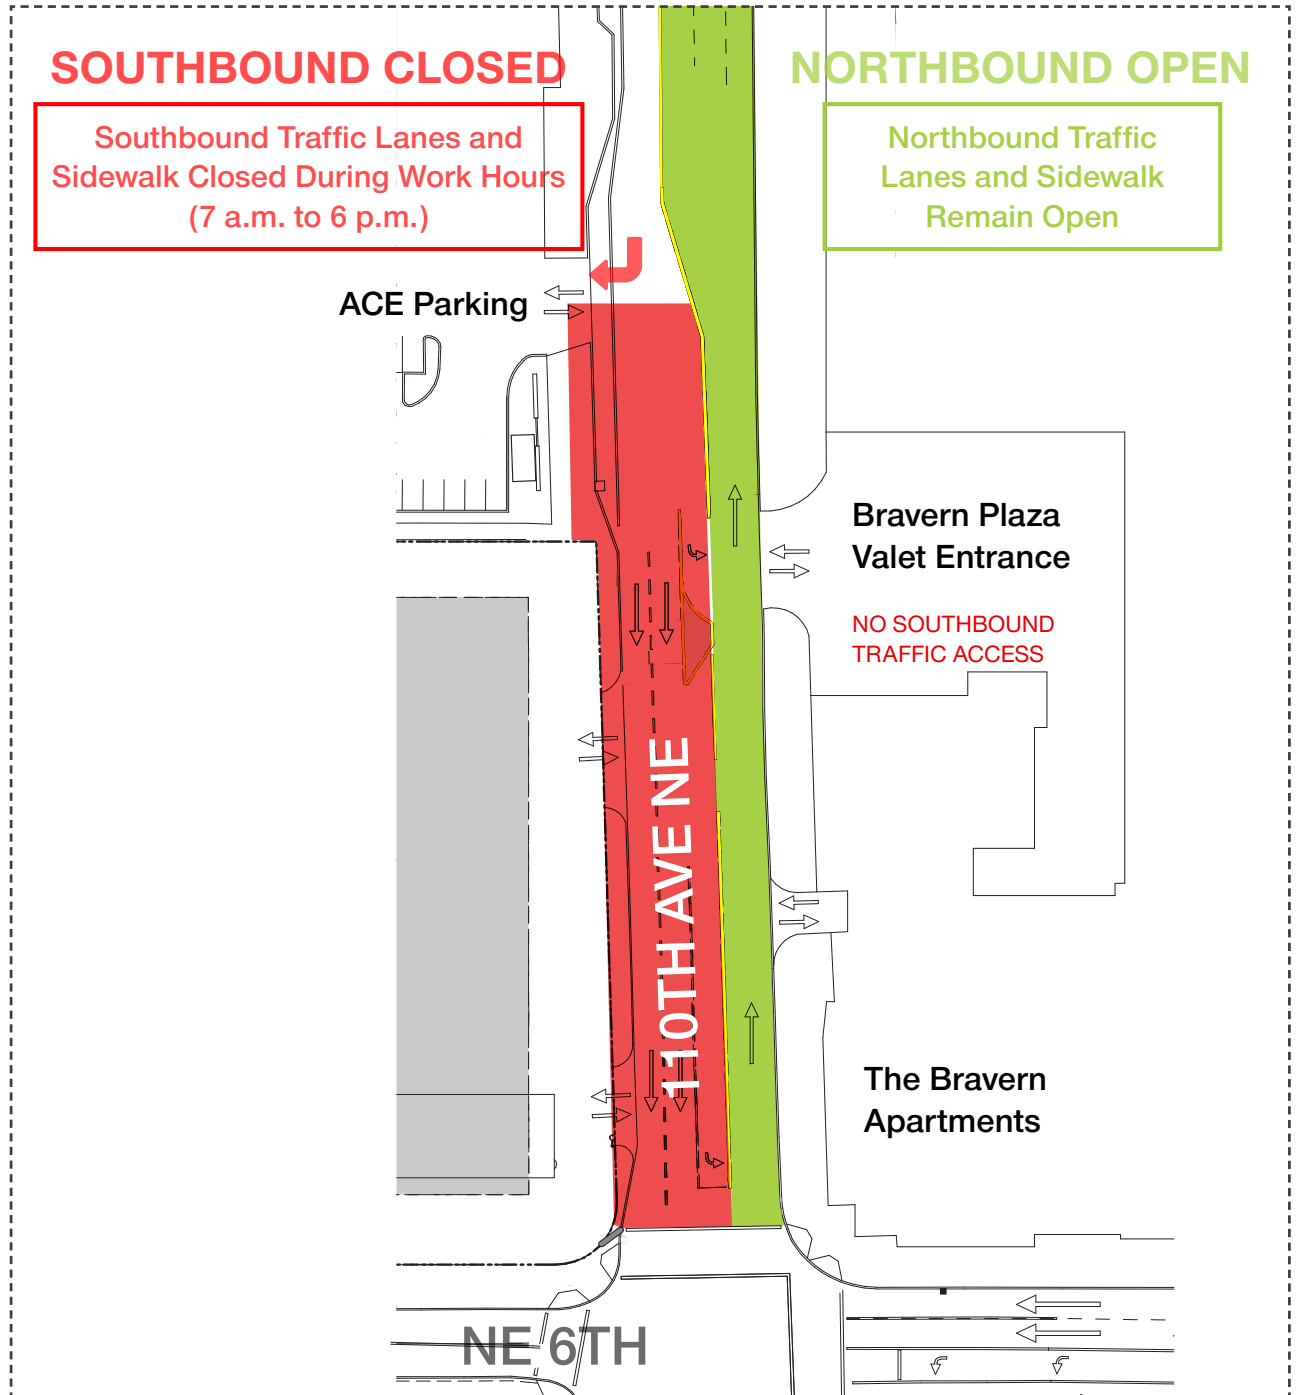 SOUTHBOUND CLOSED
Southbound Traffic Lanes and
Sidewalk Closed During Work Hours
(7 a.m. to 6 p.m.)
NORTHBOUND OPEN
Northbound Traffic
Lanes and Sidewalk
Remain Open
ACE Parking
Bravern Plaza
Valet Entrance
NO SOUTHBOUND
TRAFFIC ACCESS
110TH AVE NE
The Bravern
Apartments
NE 6TH